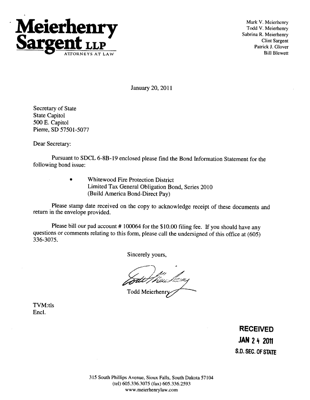 Meierhenry
Sargent LLP
ATTORNEYS AT LAW
Mark V. Meierhenry
Todd V. Meierhenry
Sabrina R. Meierhenry
Clint Sargent
Patrick J. Glover
Bill Blewett
January 20, 2011
Secretary of State
State Capitol
500 E. Capitol
Pierre, SD 57501-5077
Dear Secretary:
Pursuant to SDCL 6-8B-19 enclosed please find the Bond Information Statement for the
following bond issue:
• Whitewood Fire Protection District
Limited Tax General Obligation Bond, Series 2010
(Build America Bond-Direct Pay)
Please stamp date received on the copy to acknowledge receipt of these documents and
return in the envelope provided.
Please bill our pad account # 100064 for the $10.00 filing fee. If you should have any
questions or comments relating to this form, please call the undersigned of this office at (605)
336-3075.
Sincerely yours,
Todd Meierhenry
TVM:tls
Encl.
RECEIVED
JAN 24 2011
S.D. SEC. OF STATE
315 South Phillips Avenue, Sioux Falls, South Dakota 57104
(tel) 605.336.3075 (fax) 605.336.2593
www.meierhenrylaw.com